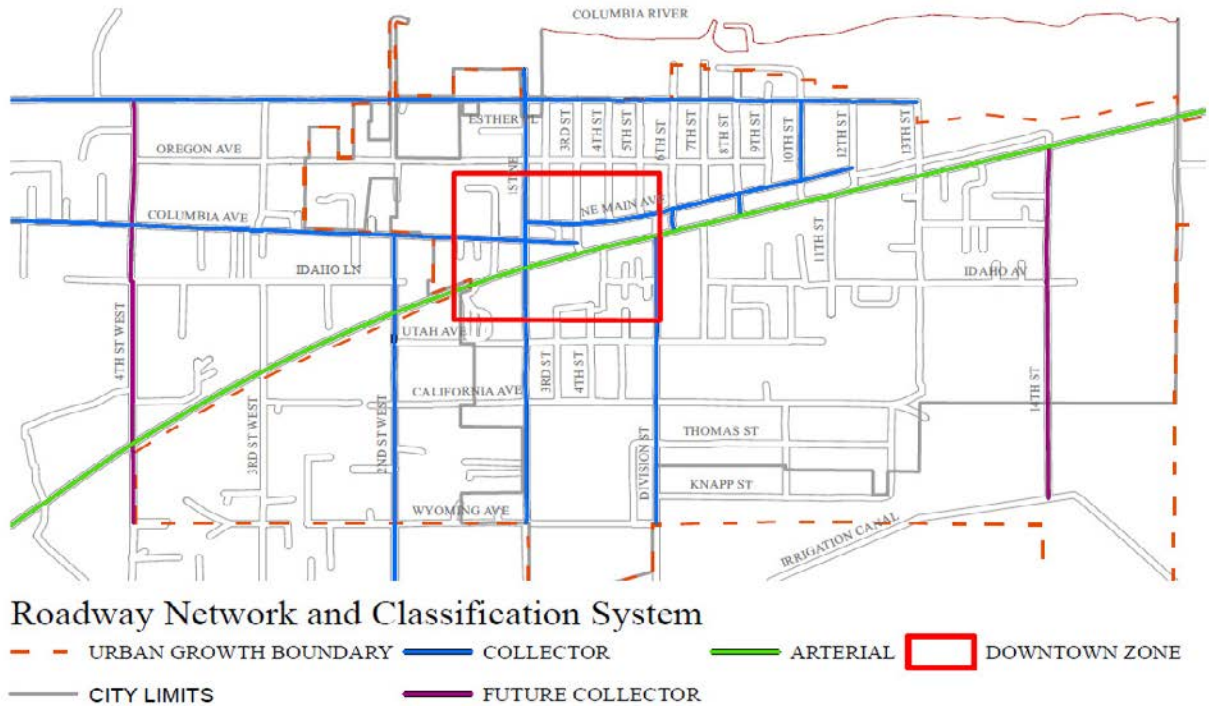 COLUMBIA RIVER
ESTHER PL
OREGON AVE
1ST NE
3RD ST
4TH ST
5TH ST
6TH ST
7TH ST
8TH ST
9TH ST
10TH ST
12TH ST
13TH ST
COLUMBIA AVE
NE MAIN AVE
11TH ST
IDAHO LN
IDAHO AV
47TH ST WEST
UTAH AVE
3RD ST
4TH ST
CALIFORNIA AVE
14TH ST
3RD ST WEST
2ND ST WEST
DIVISION ST
THOMAS ST
KNAPP ST
WYOMING AVE
IRRIGATION CANAL
Roadway Network and Classification System
URBAN GROWTH BOUNDARY COLLECTOR ARTERIAL DOWNTOWN ZONE
CITY LIMITS FUTURE COLLECTOR